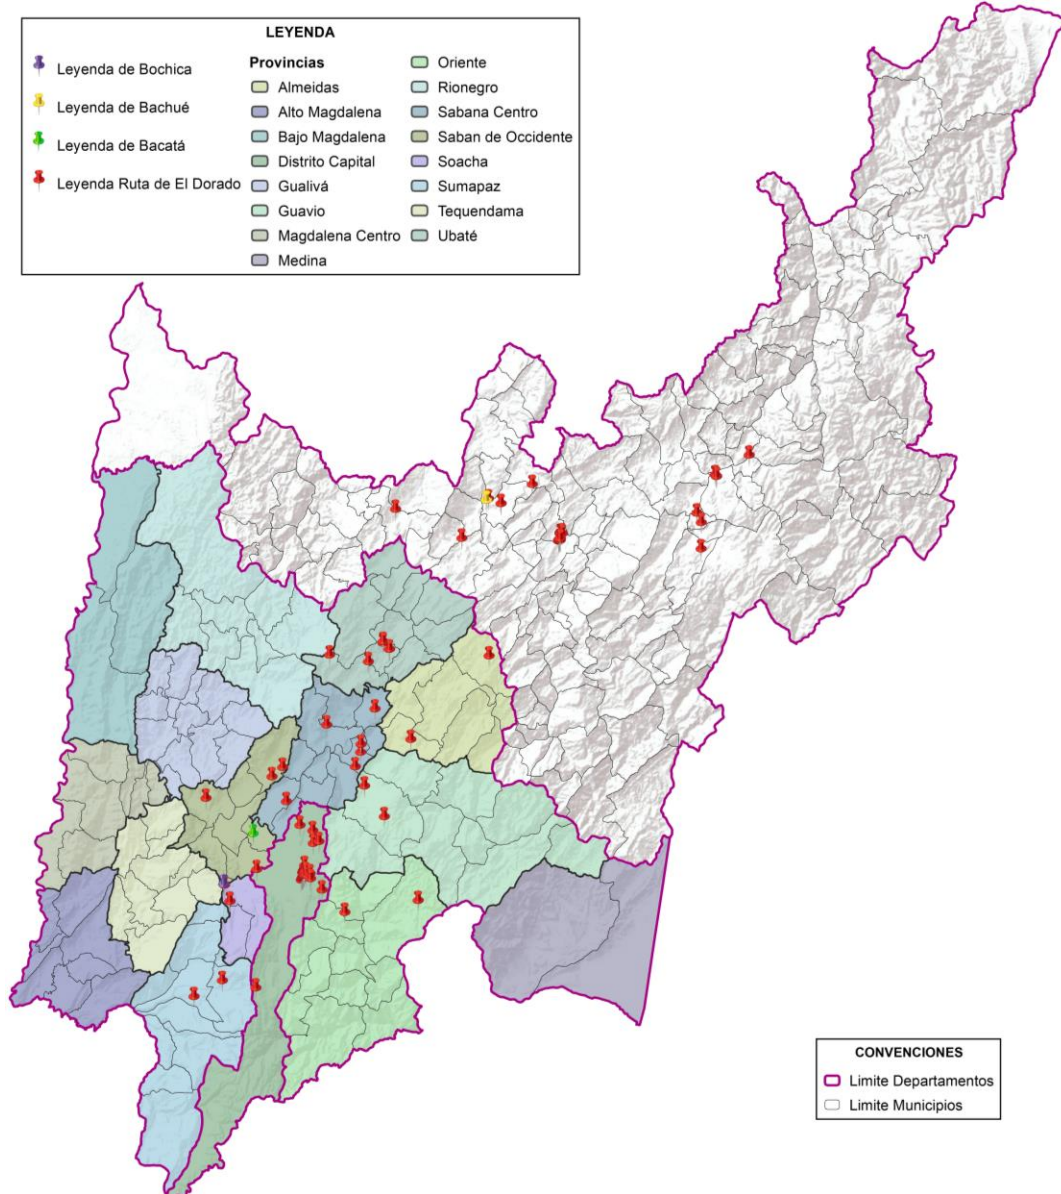 LEYENDA
Leyenda de Bochica
Leyenda de Bachué
Leyenda de Bacatá
Leyenda Ruta de El Dorado
Provincias
Almeidas
Alto Magdalena
Bajo Magdalena
Distrito Capital
Gualivá
Guavio
Magdalena Centro
Medina
Oriente
Rionegro
Sabana Centro
Saban de Occidente
Soacha
Sumapaz
Tequendama
Ubaté
CONVENCIONES
Limite Departamentos
Limite Municipios